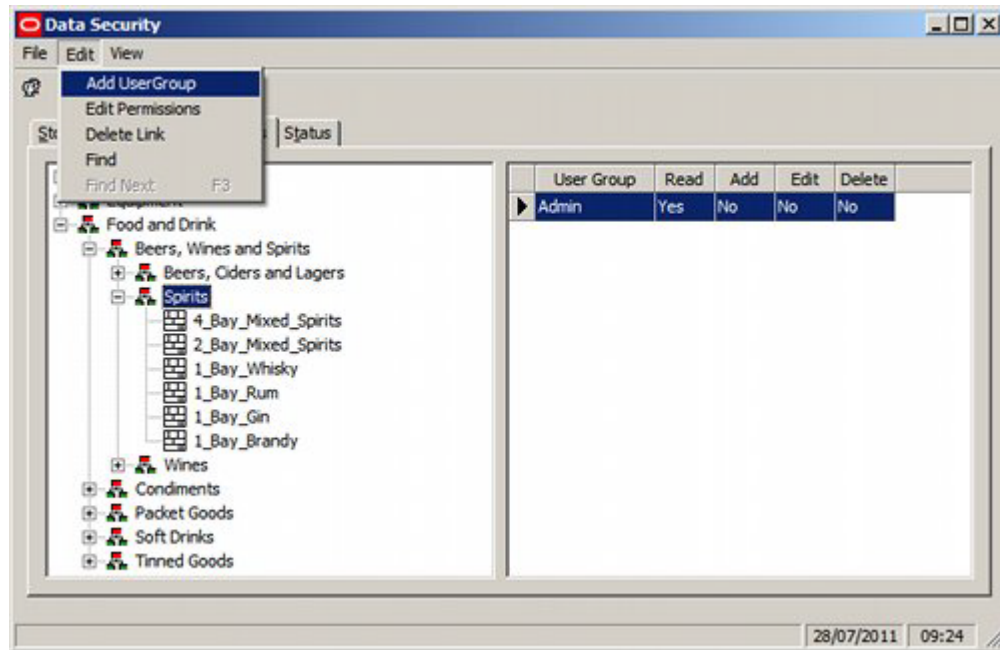 Data Security
File Edit View
Add UserGroup
Edit Permissions
Delete Link
Find
Find Next F3
Status
User Group Read Add Edit Delete
Admin Yes No No No
Food and Drink
Beers, Wines and Spirits
Beers, Ciders and Lagers
Spirits
4_Bay_Mixed_Spirits
2_Bay_Mixed_Spirits
1_Bay_Whisky
1_Bay_Rum
1_Bay_Gin
1_Bay_Brandy
Wines
Condiments
Packet Goods
Soft Drinks
Tinned Goods
28/07/2011 09:24